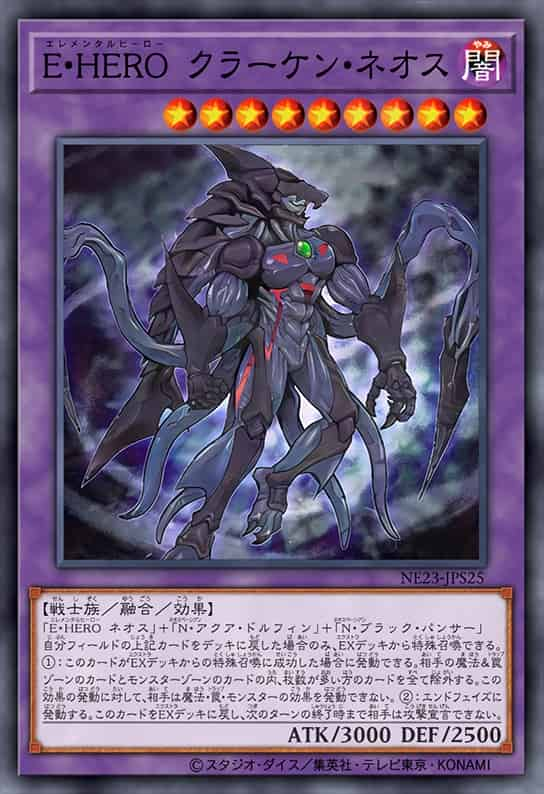 エレメンタルヒーロー
E・HERO クラーケン・ネオス
やみ
闇
NE23-JPS25
【戦士族／融合／効果】
「E・HERO ネオス」+「N・アクア・ドルフィン」+「N・ブラック・パンサー」
自分フィールドの上記カードをデッキに戻した場合のみ、EXデッキから特殊召喚できる。
①:このカードがEXデッキからの特殊召喚に成功した場合に発動できる。相手の魔法&罠
ゾーンのカードとモンスターゾーンのカードの内、枚数が多い方のカードを全て除外する。この
効果の発動に対して、相手は魔法・罠・モンスターの効果を発動できない。②:エンドフェイズに
発動する。このカードをEXデッキに戻し、次のターンの終了時まで相手は攻撃宣言できない。
ATK/3000 DEF/2500
©スタジオ・ダイス/集英社・テレビ東京・KONAMI